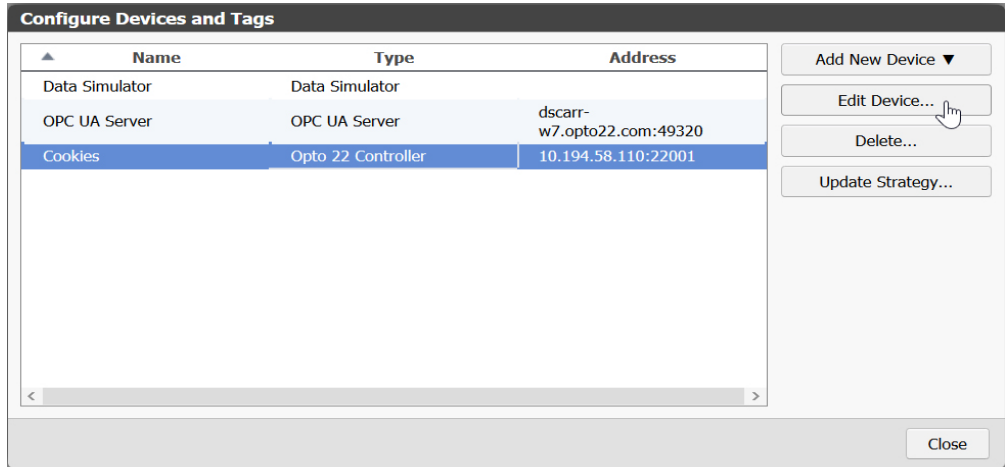 Configure Devices and Tags
Name Type Address
Data Simulator Data Simulator
OPC UA Server OPC UA Server dscarr-
w7.opto22.com:49320
Cookies Opto 22 Controller 10.194.58.110:22001
Add New Device ▼
Edit Device...
Delete...
Update Strategy...
Close